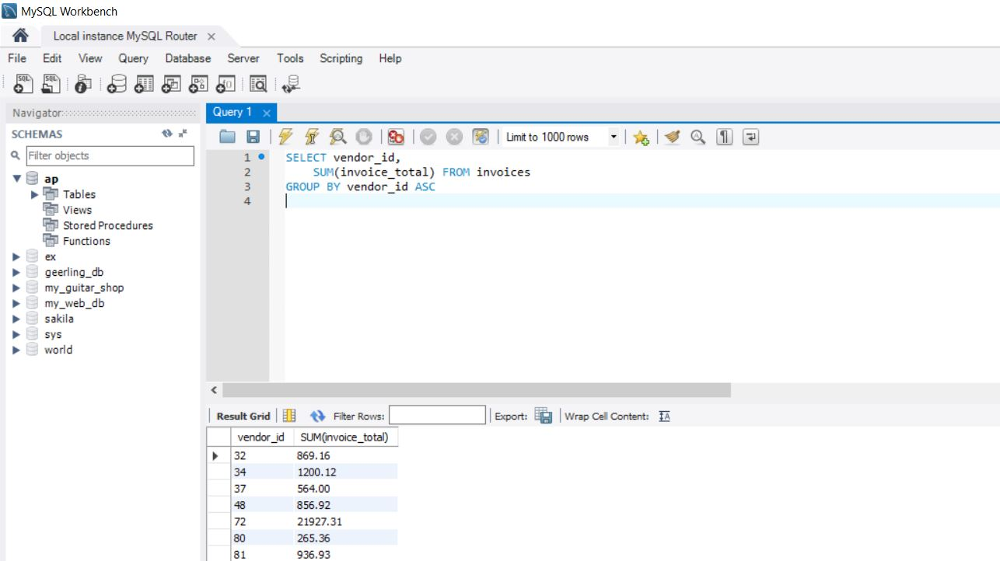 MySQL Workbench
Local instance MySQL Router
File Edit View Query Database Server Tools Scripting Help
Navigator
Query 1
SCHEMAS
Limit to 1000 rows
Filter objects
ap
Tables
Views
Stored Procedures
Functions
ex
geerling_db
my_guitar_shop
my_web_db
sakila
sys
world
1 SELECT vendor_id,
2 SUM(invoice_total) FROM invoices
3 GROUP BY vendor_id ASC
4
Result Grid Filter Rows: Export: Wrap Cell Content:
vendor_id SUM(invoice_total)
32 869.16
34 1200.12
37 564.00
48 856.92
72 21927.31
80 265.36
81 936.93